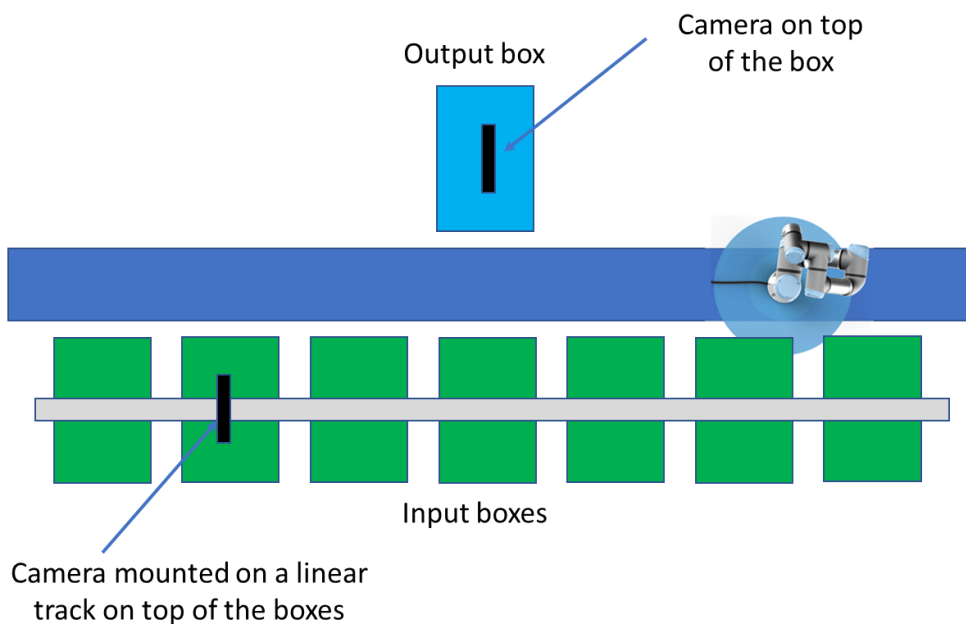 Camera on top
of the box
Output box
Input boxes
Camera mounted on a linear
track on top of the boxes